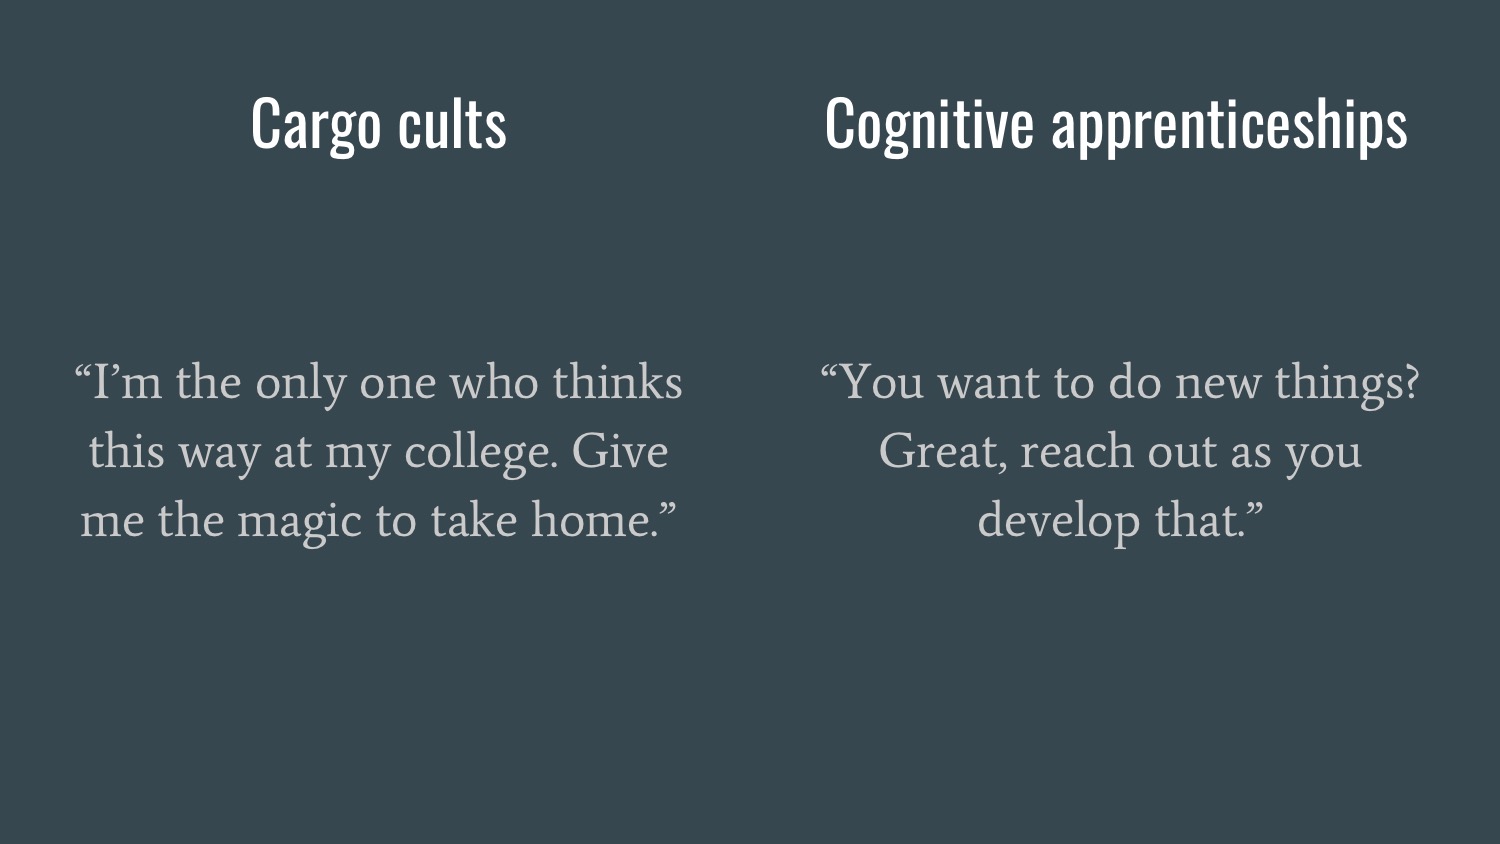 Cargo cults
“I’m the only one who thinks
this way at my college. Give
me the magic to take home.”
Cognitive apprenticeships
“You want to do new things?
Great, reach out as you
develop that.”